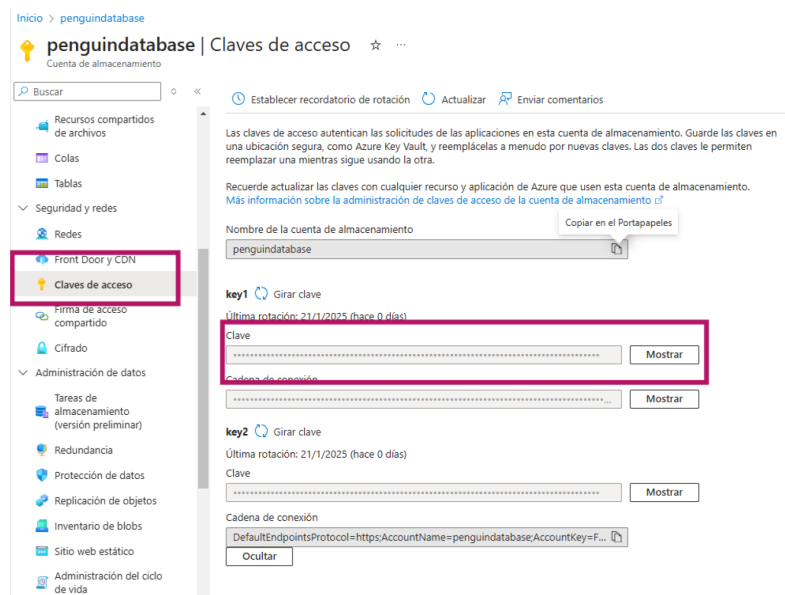 Inicio > penguindatabase
penguindatabase | Claves de acceso ☆ ...
Cuenta de almacenamiento
Buscar
Recursos compartidos
de archivos
Colas
Tablas
Seguridad y redes
Redes
Front Door y CDN
Claves de acceso
Firma de acceso
compartido
Cifrado
Administración de datos
Tareas de
almacenamiento
(versión preliminar)
Redundancia
Protección de datos
Replicación de objetos
Inventario de blobs
Sitio web estático
Administración del ciclo
de vida
Establecer recordatorio de rotación Actualizar Enviar comentarios
Las claves de acceso autentican las solicitudes de las aplicaciones en esta cuenta de almacenamiento. Guarde las claves en
una ubicación segura, como Azure Key Vault, y reemplácelas a menudo por nuevas claves. Las dos claves le permiten
reemplazar una mientras sigue usando la otra.
Recuerde actualizar las claves con cualquier recurso y aplicación de Azure que usen esta cuenta de almacenamiento.
Más información sobre la administración de claves de acceso de la cuenta de almacenamiento
Copiar en el Portapapeles
Nombre de la cuenta de almacenamiento
penguindatabase
key1 Girar clave
Última rotación: 21/1/2025 (hace 0 días)
Clave
Mostrar
Cadena de conexión
Mostrar
key2 Girar clave
Última rotación: 21/1/2025 (hace 0 días)
Clave
Mostrar
Cadena de conexión
DefaultEndpointsProtocol=https;AccountName=penguindatabase;AccountKey=F...
Ocultar